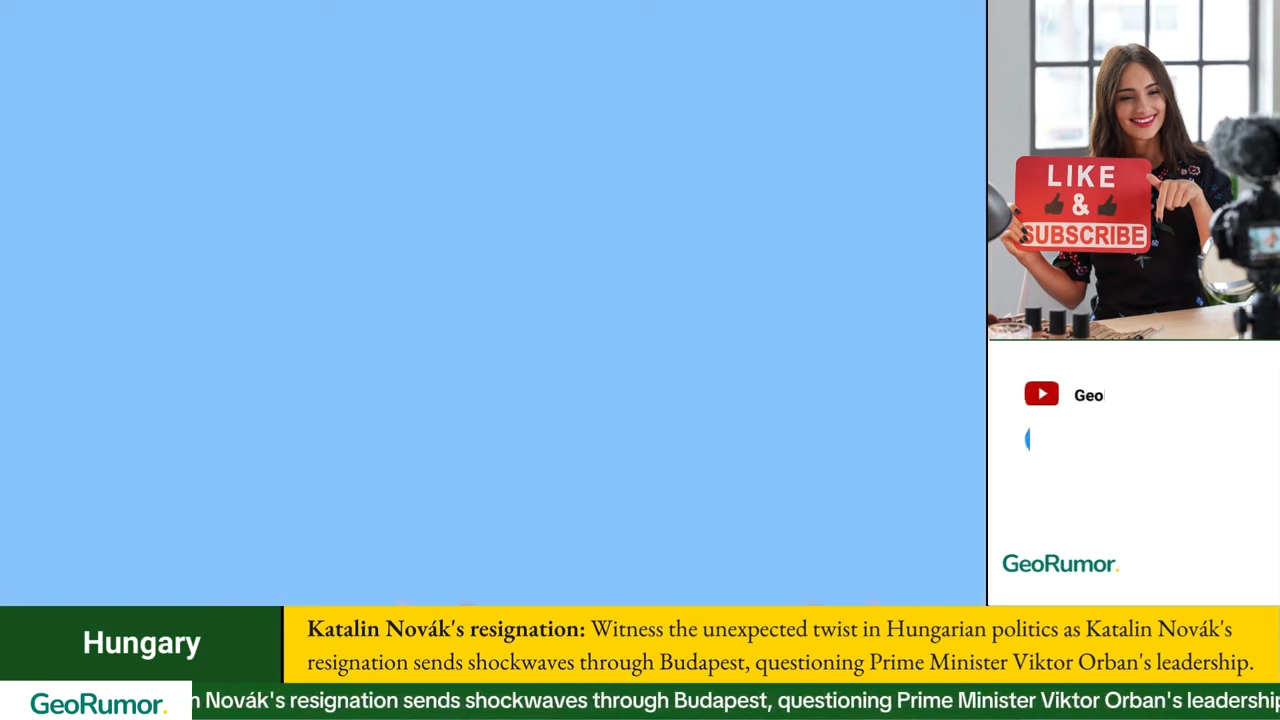 LIKE
&
SUBSCRIBE
Geo
GeoRumor.
Hungary
Katalin Novák's resignation: Witness the unexpected twist in Hungarian politics as Katalin Novák's
resignation sends shockwaves through Budapest, questioning Prime Minister Viktor Orban's leadership.
GeoRumor.
Novák's resignation sends shockwaves through Budapest, questioning Prime Minister Viktor Orban's leadership